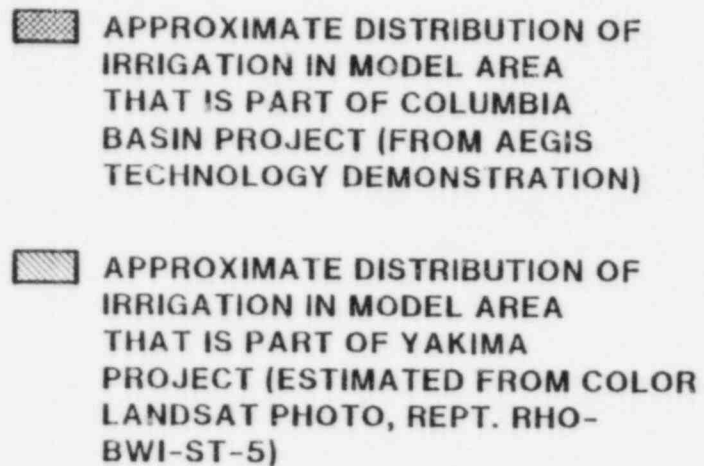 APPROXIMATE DISTRIBUTION OF
IRRIGATION IN MODEL AREA
THAT IS PART OF COLUMBIA
BASIN PROJECT (FROM AEGIS
TECHNOLOGY DEMONSTRATION)
APPROXIMATE DISTRIBUTION OF
IRRIGATION IN MODEL AREA
THAT IS PART OF YAKIMA
PROJECT (ESTIMATED FROM COLOR
LANDSAT PHOTO, REPT. RHO-
BWI-ST-5)